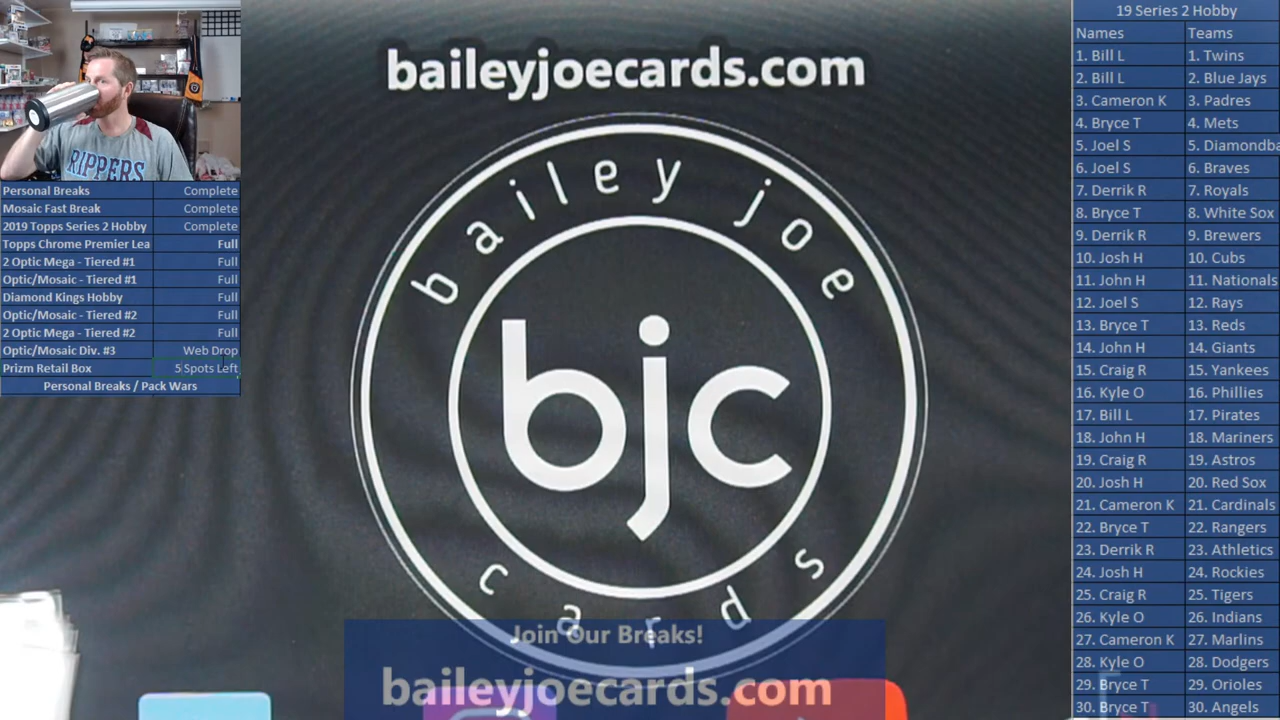 baileyjoecards.com
bailey joe
bjc
cards
RIPPERS
Personal Breaks Complete
Mosaic Fast Break Complete
2019 Topps Series 2 Hobby Complete
Topps Chrome Premier Lea Full
2 Optic Mega - Tiered #1 Full
Optic/Mosaic - Tiered #1 Full
Diamond Kings Hobby Full
Optic/Mosaic - Tiered #2 Full
2 Optic Mega - Tiered #2 Full
Optic/Mosaic Div. #3 Web Drop
Prizm Retail Box 5 Spots Left
Personal Breaks / Pack Wars
Join Our Breaks!
baileyjoecards.com
19 Series 2 Hobby
Names Teams
1. Bill L 1. Twins
2. Bill L 2. Blue Jays
3. Cameron K 3. Padres
4. Bryce T 4. Mets
5. Joel S 5. Diamondba
6. Joel S 6. Braves
7. Derrik R 7. Royals
8. Bryce T 8. White Sox
9. Derrik R 9. Brewers
10. Josh H 10. Cubs
11. John H 11. Nationals
12. Joel S 12. Rays
13. Bryce T 13. Reds
14. John H 14. Giants
15. Craig R 15. Yankees
16. Kyle O 16. Phillies
17. Bill L 17. Pirates
18. John H 18. Mariners
19. Craig R 19. Astros
20. Josh H 20. Red Sox
21. Cameron K 21. Cardinals
22. Bryce T 22. Rangers
23. Derrik R 23. Athletics
24. Josh H 24. Rockies
25. Craig R 25. Tigers
26. Kyle O 26. Indians
27. Cameron K 27. Marlins
28. Kyle O 28. Dodgers
29. Bryce T 29. Orioles
30. Bryce T 30. Angels